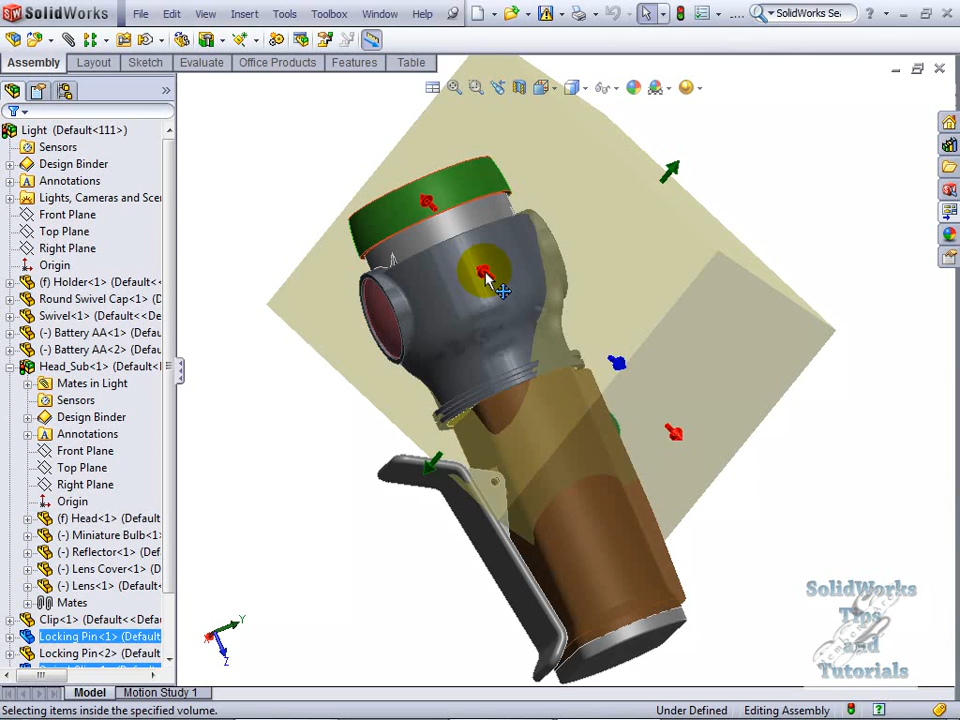 SolidWorks File Edit View Insert Tools Toolbox Window Help SolidWorks Se:
Assembly Layout Sketch Evaluate Office Products Features Table
Light (Default<111>)
Sensors
Design Binder
Annotations
Lights, Cameras and Scen
Front Plane
Top Plane
Right Plane
Origin
(f) Holder<1> (Default
Round Swivel Cap<1> (
Swivel<1> (Default<<De
(-) Battery AA<1> (Defau
(-) Battery AA<2> (Defau
Head_Sub<1> (Default<
Mates in Light
Sensors
Design Binder
Annotations
Front Plane
Top Plane
Right Plane
Origin
(f) Head<1> (Default
(-) Miniature Bulb<1>
(-) Reflector<1> (Def
(-) Lens Cover<1> (D
(-) Lens<1> (Default<
Mates
Clip<1> (Default<<Defau
Locking Pin<1> (Default
Locking Pin<2> (Default
Y
X
Z
SolidWorks
Tips
and
Tutorials
Model Motion Study 1
Selecting items inside the specified volume. Under Defined Editing Assembly